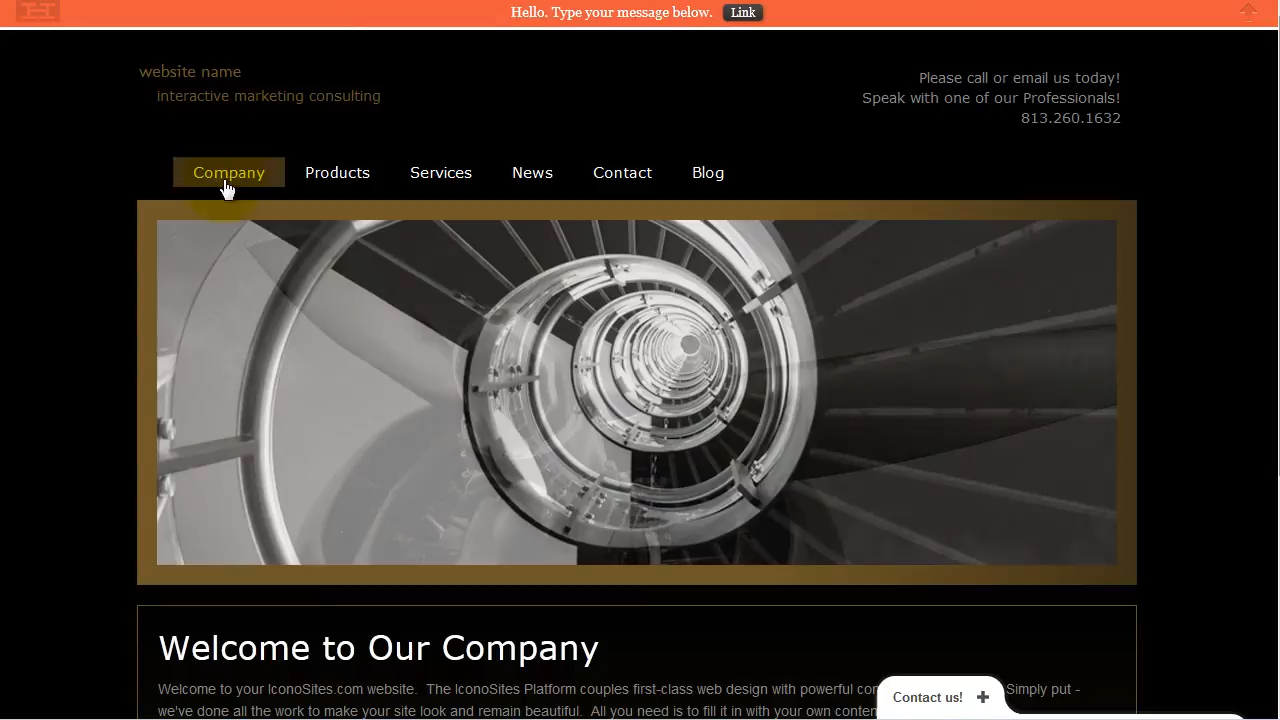 Hello. Type your message below. Link
website name
interactive marketing consulting
Please call or email us today!
Speak with one of our Professionals!
813.260.1632
Company Products Services News Contact Blog
Welcome to Our Company
Welcome to your IconoSites.com website. The IconoSites Platform couples first-class web design with powerful Simply put -
we've done all the work to make your site look and remain beautiful. All you need is to fill it in with your own
Contact us! +